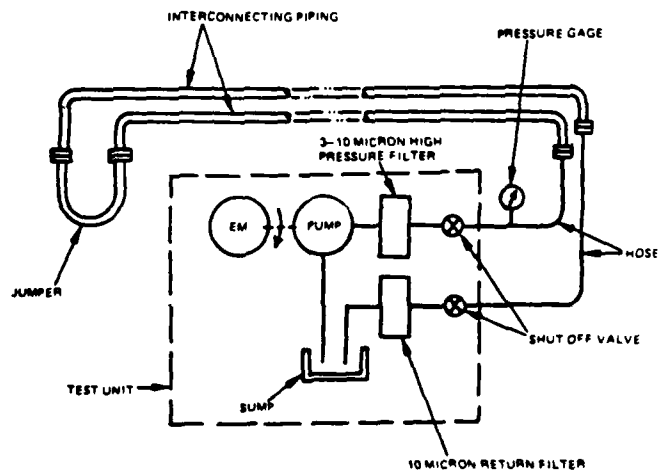 INTERCONNECTING PIPING
PRESSURE GAGE
3-10 MICRON HIGH
PRESSURE FILTER
EM
PUMP
HOSE
JUMPER
SHUT OFF VALVE
TEST UNIT
SUMP
10 MICRON RETURN FILTER